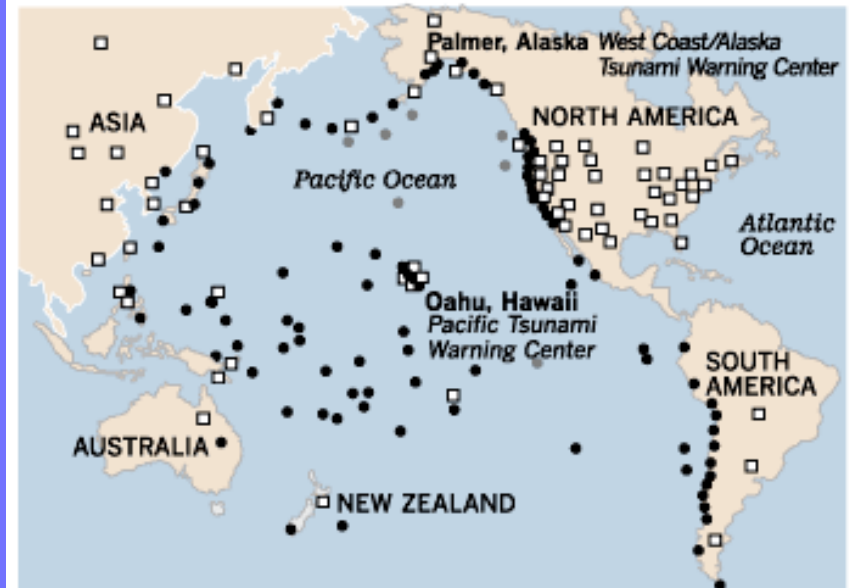 Palmer, Alaska West Coast/Alaska
Tsunami Warning Center
NORTH AMERICA
ASIA
Pacific Ocean
Atlantic
Ocean
Oahu, Hawaii
Pacific Tsunami
Warning Center
SOUTH
AMERICA
AUSTRALIA
NEW ZEALAND